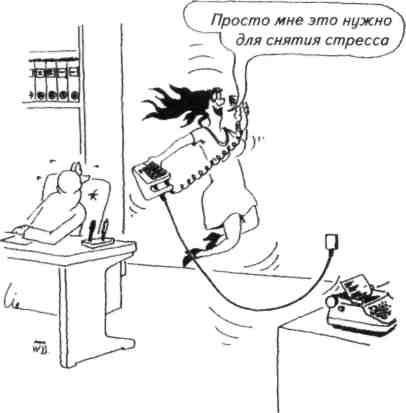 Просто мне это нужно
для снятия стресса